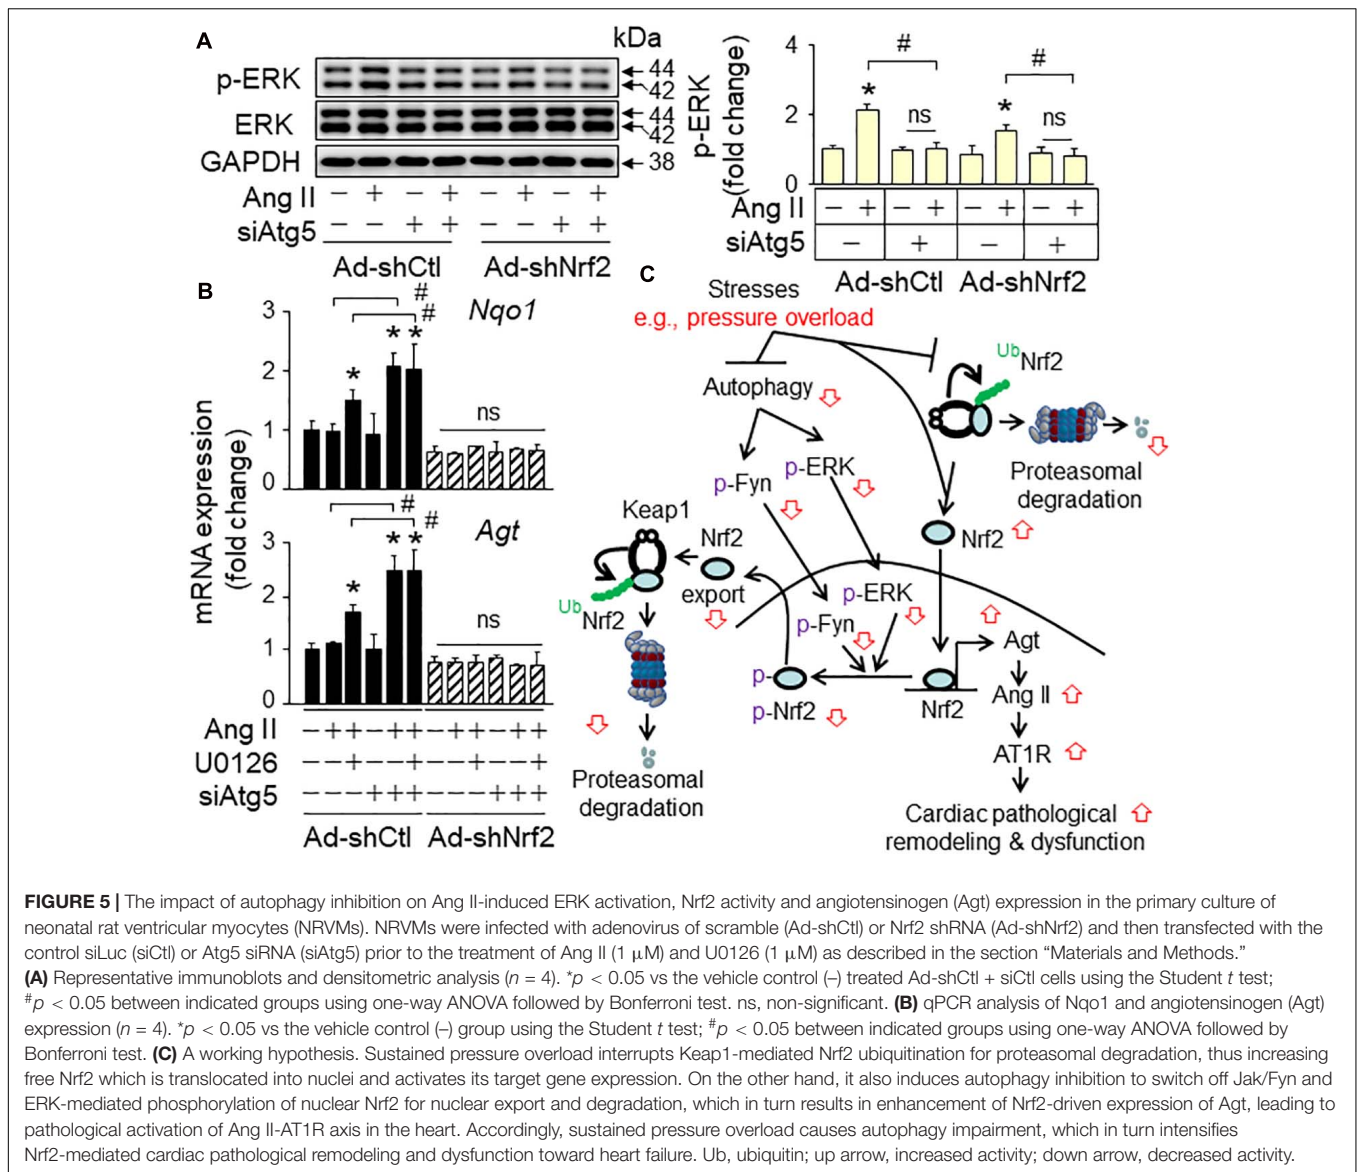 A
kDa
p-ERK
44
42
ERK
44
42
GAPDH
38
Ang II − + − + − + − +
siAtg5 − − + + − − + +
Ad-shCtl Ad-shNrf2
p-ERK
(fold change)
4
2
0
*
#
ns
*
#
ns
Ang II − + − + − + − +
siAtg5 − + − +
Ad-shCtl Ad-shNrf2
B
mRNA expression
(fold change)
3
2
1
0
Nqo1
#
#
*
* *
ns
3
2
1
0
Agt
#
#
*
* *
ns
Ang II − + + − + + − + + − + +
U0126 − − + − − + − − + − − +
siAtg5 − − − + + + − − − + + +
Ad-shCtl Ad-shNrf2
C
Stresses
e.g., pressure overload
Autophagy
Ub
Nrf2
Proteasomal
degradation
p-Fyn
p-ERK
Nrf2
Keap1
Nrf2
export
Ub
Nrf2
p-ERK
p-Fyn
p-
p-Nrf2
Nrf2
Agt
Ang II
AT1R
Proteasomal
degradation
Cardiac pathological
remodeling & dysfunction
FIGURE 5 | The impact of autophagy inhibition on Ang II-induced ERK activation, Nrf2 activity and angiotensinogen (Agt) expression in the primary culture of
neonatal rat ventricular myocytes (NRVMs). NRVMs were infected with adenovirus of scramble (Ad-shCtl) or Nrf2 shRNA (Ad-shNrf2) and then transfected with the
control siLuc (siCtl) or Atg5 siRNA (siAtg5) prior to the treatment of Ang II (1 μM) and U0126 (1 μM) as described in the section “Materials and Methods.”
(A) Representative immunoblots and densitometric analysis (n = 4). *p < 0.05 vs the vehicle control (–) treated Ad-shCtl + siCtl cells using the Student t test;
#p < 0.05 between indicated groups using one-way ANOVA followed by Bonferroni test. ns, non-significant. (B) qPCR analysis of Nqo1 and angiotensinogen (Agt)
expression (n = 4). *p < 0.05 vs the vehicle control (–) group using the Student t test; #p < 0.05 between indicated groups using one-way ANOVA followed by
Bonferroni test. (C) A working hypothesis. Sustained pressure overload interrupts Keap1-mediated Nrf2 ubiquitination for proteasomal degradation, thus increasing
free Nrf2 which is translocated into nuclei and activates its target gene expression. On the other hand, it also induces autophagy inhibition to switch off Jak/Fyn and
ERK-mediated phosphorylation of nuclear Nrf2 for nuclear export and degradation, which in turn results in enhancement of Nrf2-driven expression of Agt, leading to
pathological activation of Ang II-AT1R axis in the heart. Accordingly, sustained pressure overload causes autophagy impairment, which in turn intensifies
Nrf2-mediated cardiac pathological remodeling and dysfunction toward heart failure. Ub, ubiquitin; up arrow, increased activity; down arrow, decreased activity.